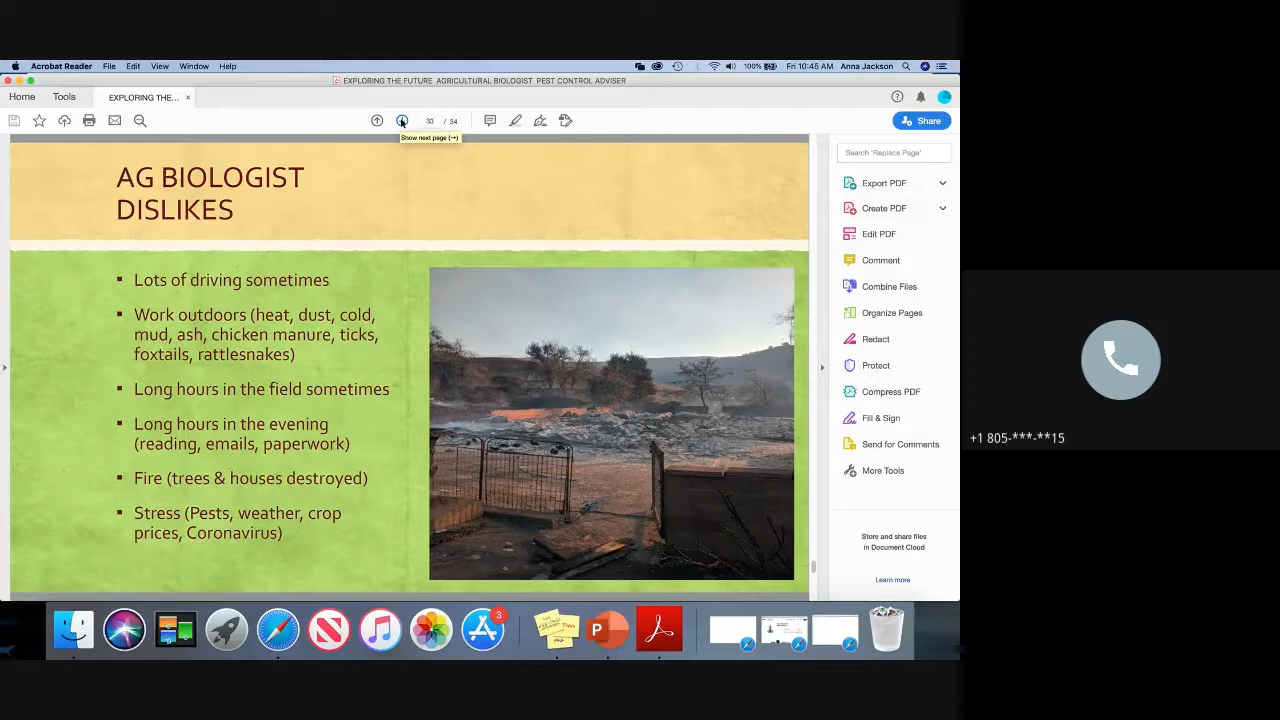 Acrobat Reader File Edit View Window Help 100% Fri 10:45 AM Anna Jackson
EXPLORING THE FUTURE AGRICULTURAL BIOLOGIST PEST CONTROL ADVISER
Home Tools EXPLORING THE... ×
33 / 34
Share
Show next page (→)
AG BIOLOGIST
DISLIKES
▪ Lots of driving sometimes
▪ Work outdoors (heat, dust, cold,
mud, ash, chicken manure, ticks,
foxtails, rattlesnakes)
▪ Long hours in the field sometimes
▪ Long hours in the evening
(reading, emails, paperwork)
▪ Fire (trees & houses destroyed)
▪ Stress (Pests, weather, crop
prices, Coronavirus)
Search 'Replace Page'
Export PDF
Create PDF
Edit PDF
Comment
Combine Files
Organize Pages
Redact
Protect
Compress PDF
Fill & Sign
Send for Comments
More Tools
Store and share files
in Document Cloud
Learn more
3
P
+1 805-***-**15